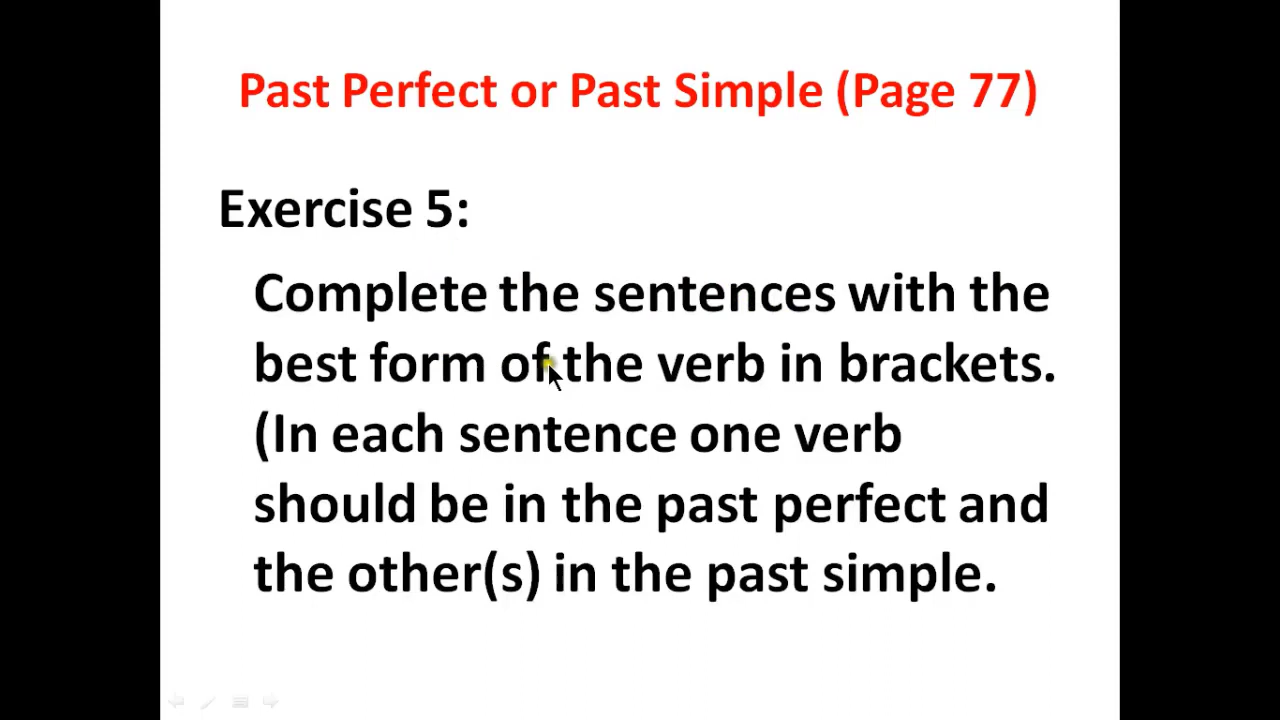 Past Perfect or Past Simple (Page 77)
Exercise 5:
Complete the sentences with the
best form of the verb in brackets.
(In each sentence one verb
should be in the past perfect and
the other(s) in the past simple.